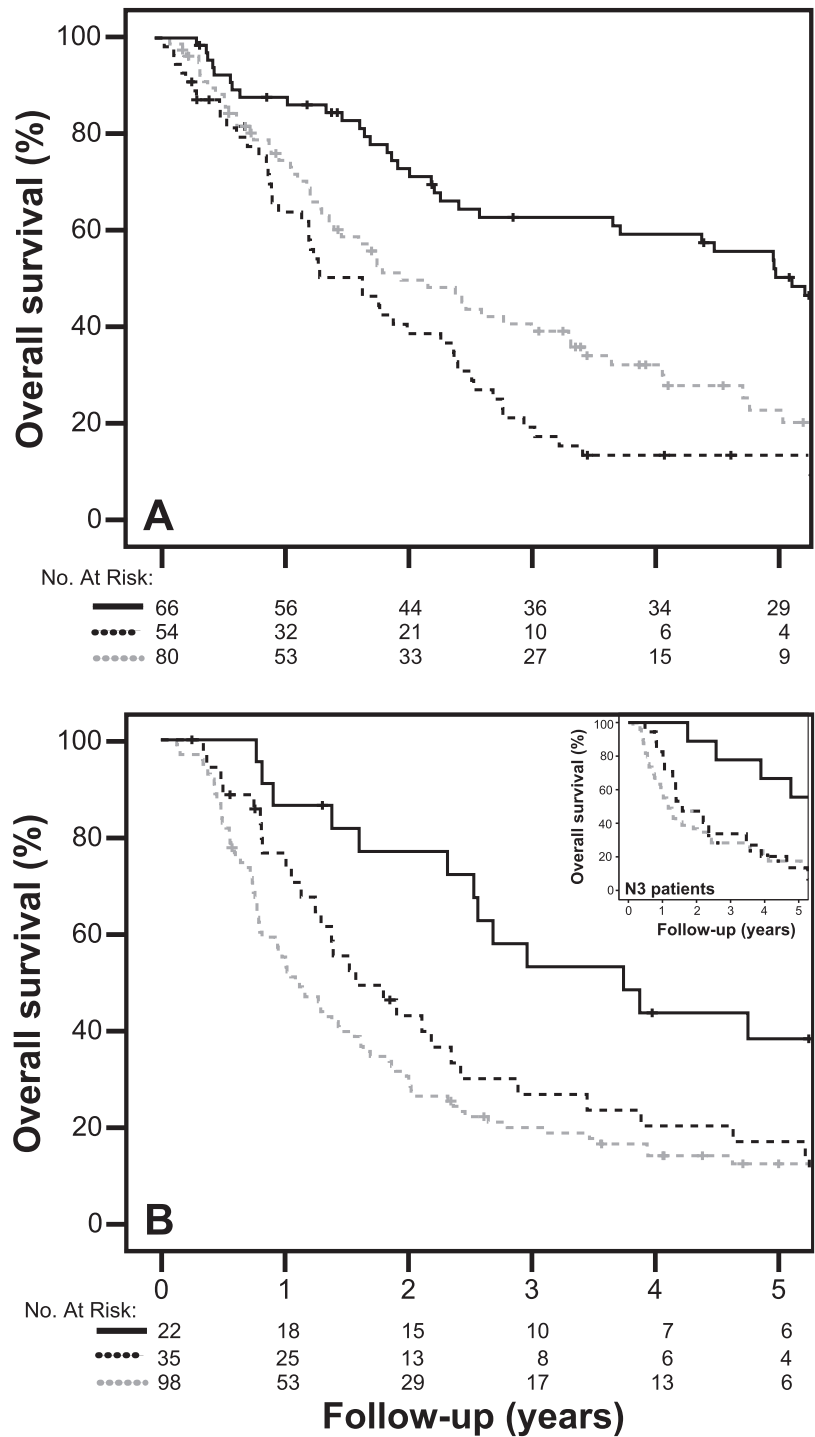 100
80
60
40
20
0
Overall survival (%)
A
No. At Risk:
66 56 44 36 34 29
54 32 21 10 6 4
80 53 33 27 15 9
100
80
60
40
20
0
Overall survival (%)
B
100
80
60
40
20
0
Overall survival (%)
N3 patients
0 1 2 3 4 5
Follow-up (years)
0 1 2 3 4 5
No. At Risk:
22 18 15 10 7 6
35 25 13 8 6 4
98 53 29 17 13 6
Follow-up (years)